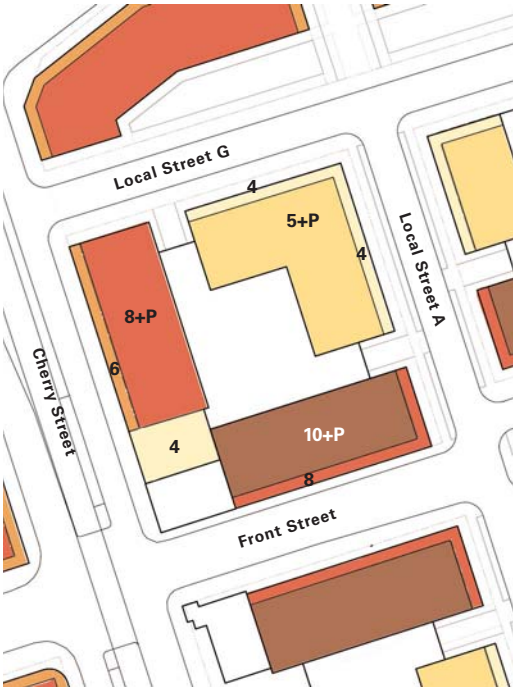 Local Street G
4
5+P
4
Local Street A
8+P
6
Cherry Street
4
10+P
8
Front Street